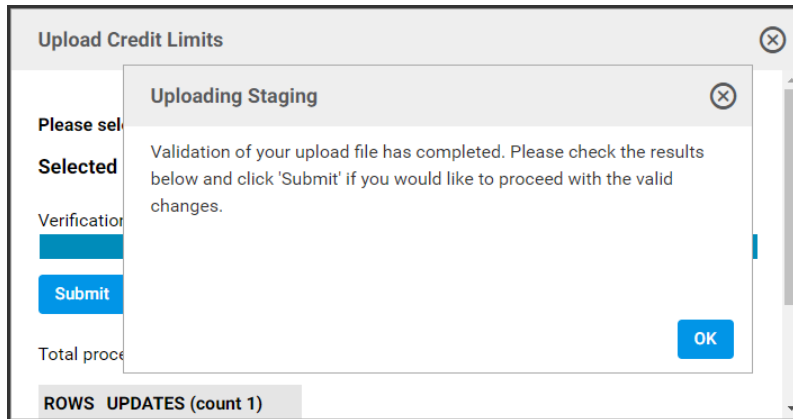 Upload Credit Limits
Uploading Staging
Please sel
Validation of your upload file has completed. Please check the results
below and click 'Submit' if you would like to proceed with the valid
changes.
Selected
Verification
Submit
OK
Total proce
ROWS UPDATES (count 1)